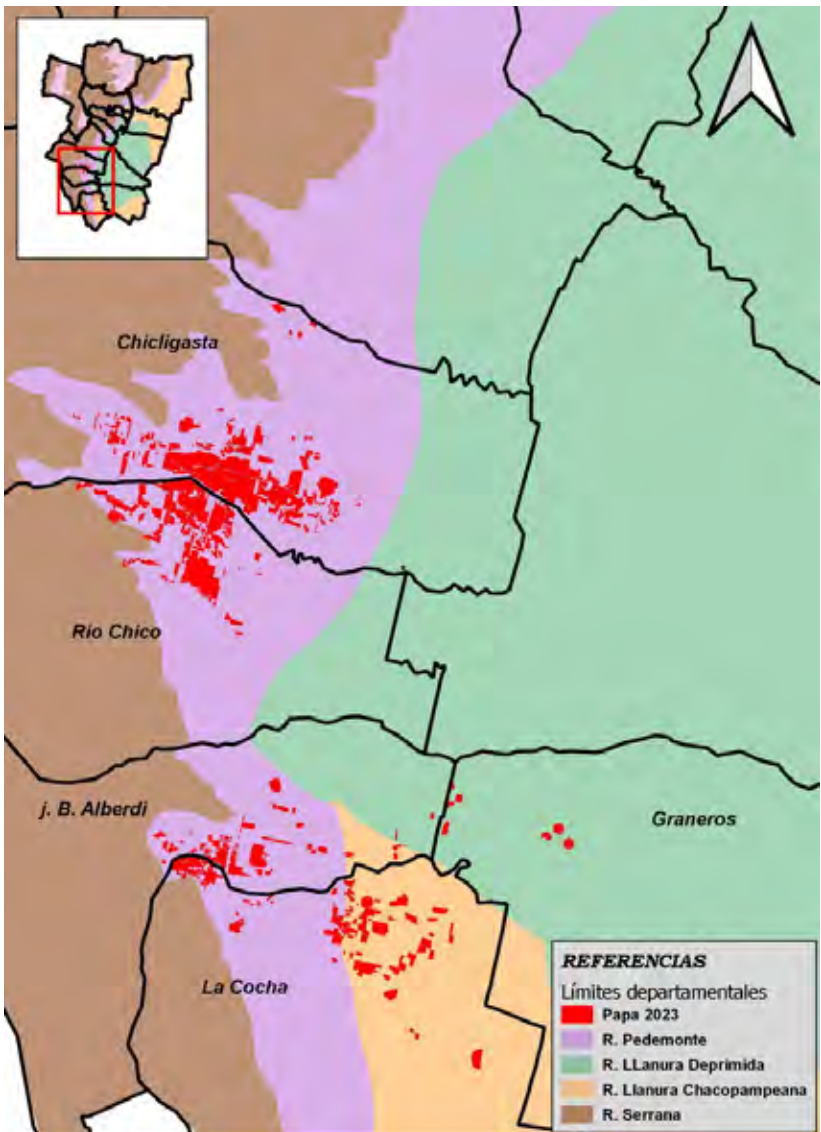 Chicligasta
Río Chico
j. B. Alberdi
Graneros
La Cocha
REFERENCIAS
Límites departamentales
Papa 2023
R. Pedemonte
R. LLanura Deprimida
R. Llanura Chacopampeana
R. Serrana